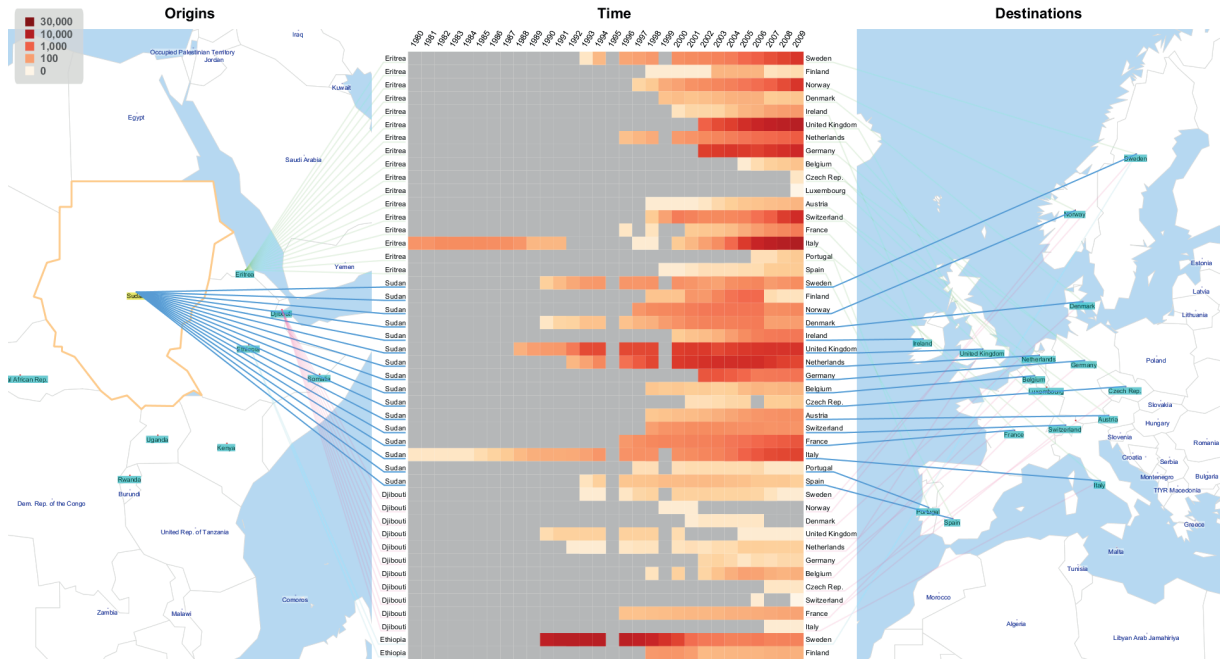 Origins
Time
Destinations
30,000
10,000
1,000
100
0
1980
1981
1982
1983
1984
1985
1986
1987
1988
1989
1990
1991
1992
1993
1994
1995
1996
1997
1998
1999
2000
2001
2002
2003
2004
2005
2006
2007
2008
2009
Iraq
Occupied Palestinian Territory
Jordan
Kuwait
Egypt
Saudi Arabia
Yemen
Eritrea
Djibouti
Ethiopia
Somalia
Uganda
Kenya
Rwanda
Burundi
Dem. Rep. of the Congo
United Rep. of Tanzania
Comoros
Zambia
Malawi
Eritrea Sweden
Eritrea Finland
Eritrea Norway
Eritrea Denmark
Eritrea Ireland
Eritrea United Kingdom
Eritrea Netherlands
Eritrea Germany
Eritrea Belgium
Eritrea Czech Rep.
Eritrea Luxembourg
Eritrea Austria
Eritrea Switzerland
Eritrea France
Eritrea Italy
Eritrea Portugal
Eritrea Spain
Sudan Sweden
Sudan Finland
Sudan Norway
Sudan Denmark
Sudan Ireland
Sudan United Kingdom
Sudan Netherlands
Sudan Germany
Sudan Belgium
Sudan Czech Rep.
Sudan Austria
Sudan Switzerland
Sudan France
Sudan Italy
Sudan Portugal
Sudan Spain
Djibouti Sweden
Djibouti Norway
Djibouti Denmark
Djibouti United Kingdom
Djibouti Netherlands
Djibouti Germany
Djibouti Belgium
Djibouti Czech Rep.
Djibouti Switzerland
Djibouti France
Djibouti Italy
Ethiopia Sweden
Ethiopia Finland
Sweden
Norway
Estonia
Latvia
Lithuania
Denmark
Ireland
United Kingdom
Netherlands
Germany
Poland
Belgium
Luxembourg
Czech Rep.
Slovakia
Austria
Hungary
Switzerland
France
Slovenia
Romania
Croatia
Serbia
Montenegro
Bulgaria
TfYR Macedonia
Italy
Portugal
Spain
Greece
Malta
Tunisia
Morocco
Algeria
Libyan Arab Jamahiriya